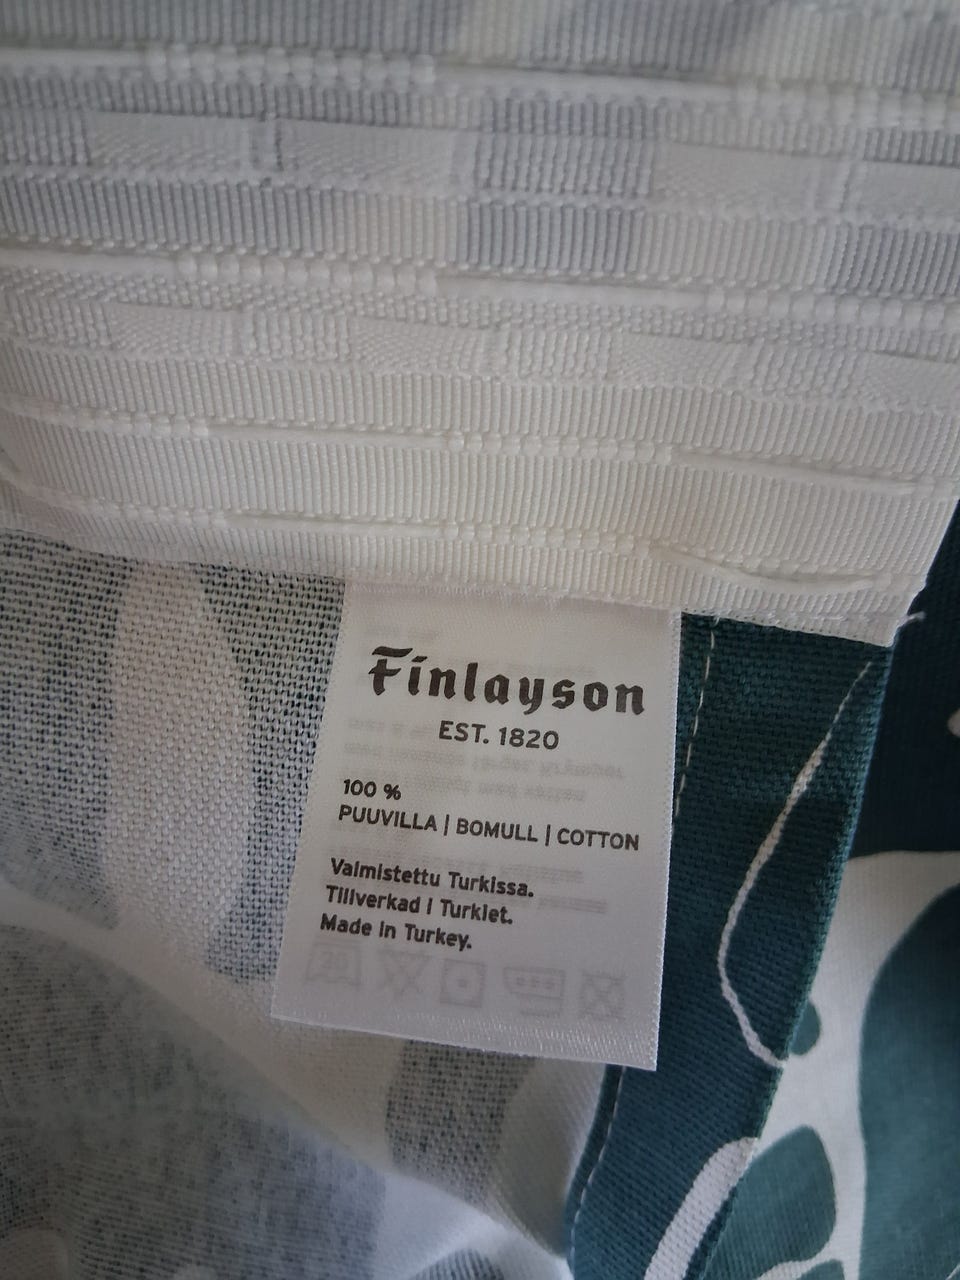 Finlayson
EST. 1820
100 %
PUUVILLA | BOMULL | COTTON
Valmistettu Turkissa.
Tillverkad i Turkiet.
Made in Turkey.